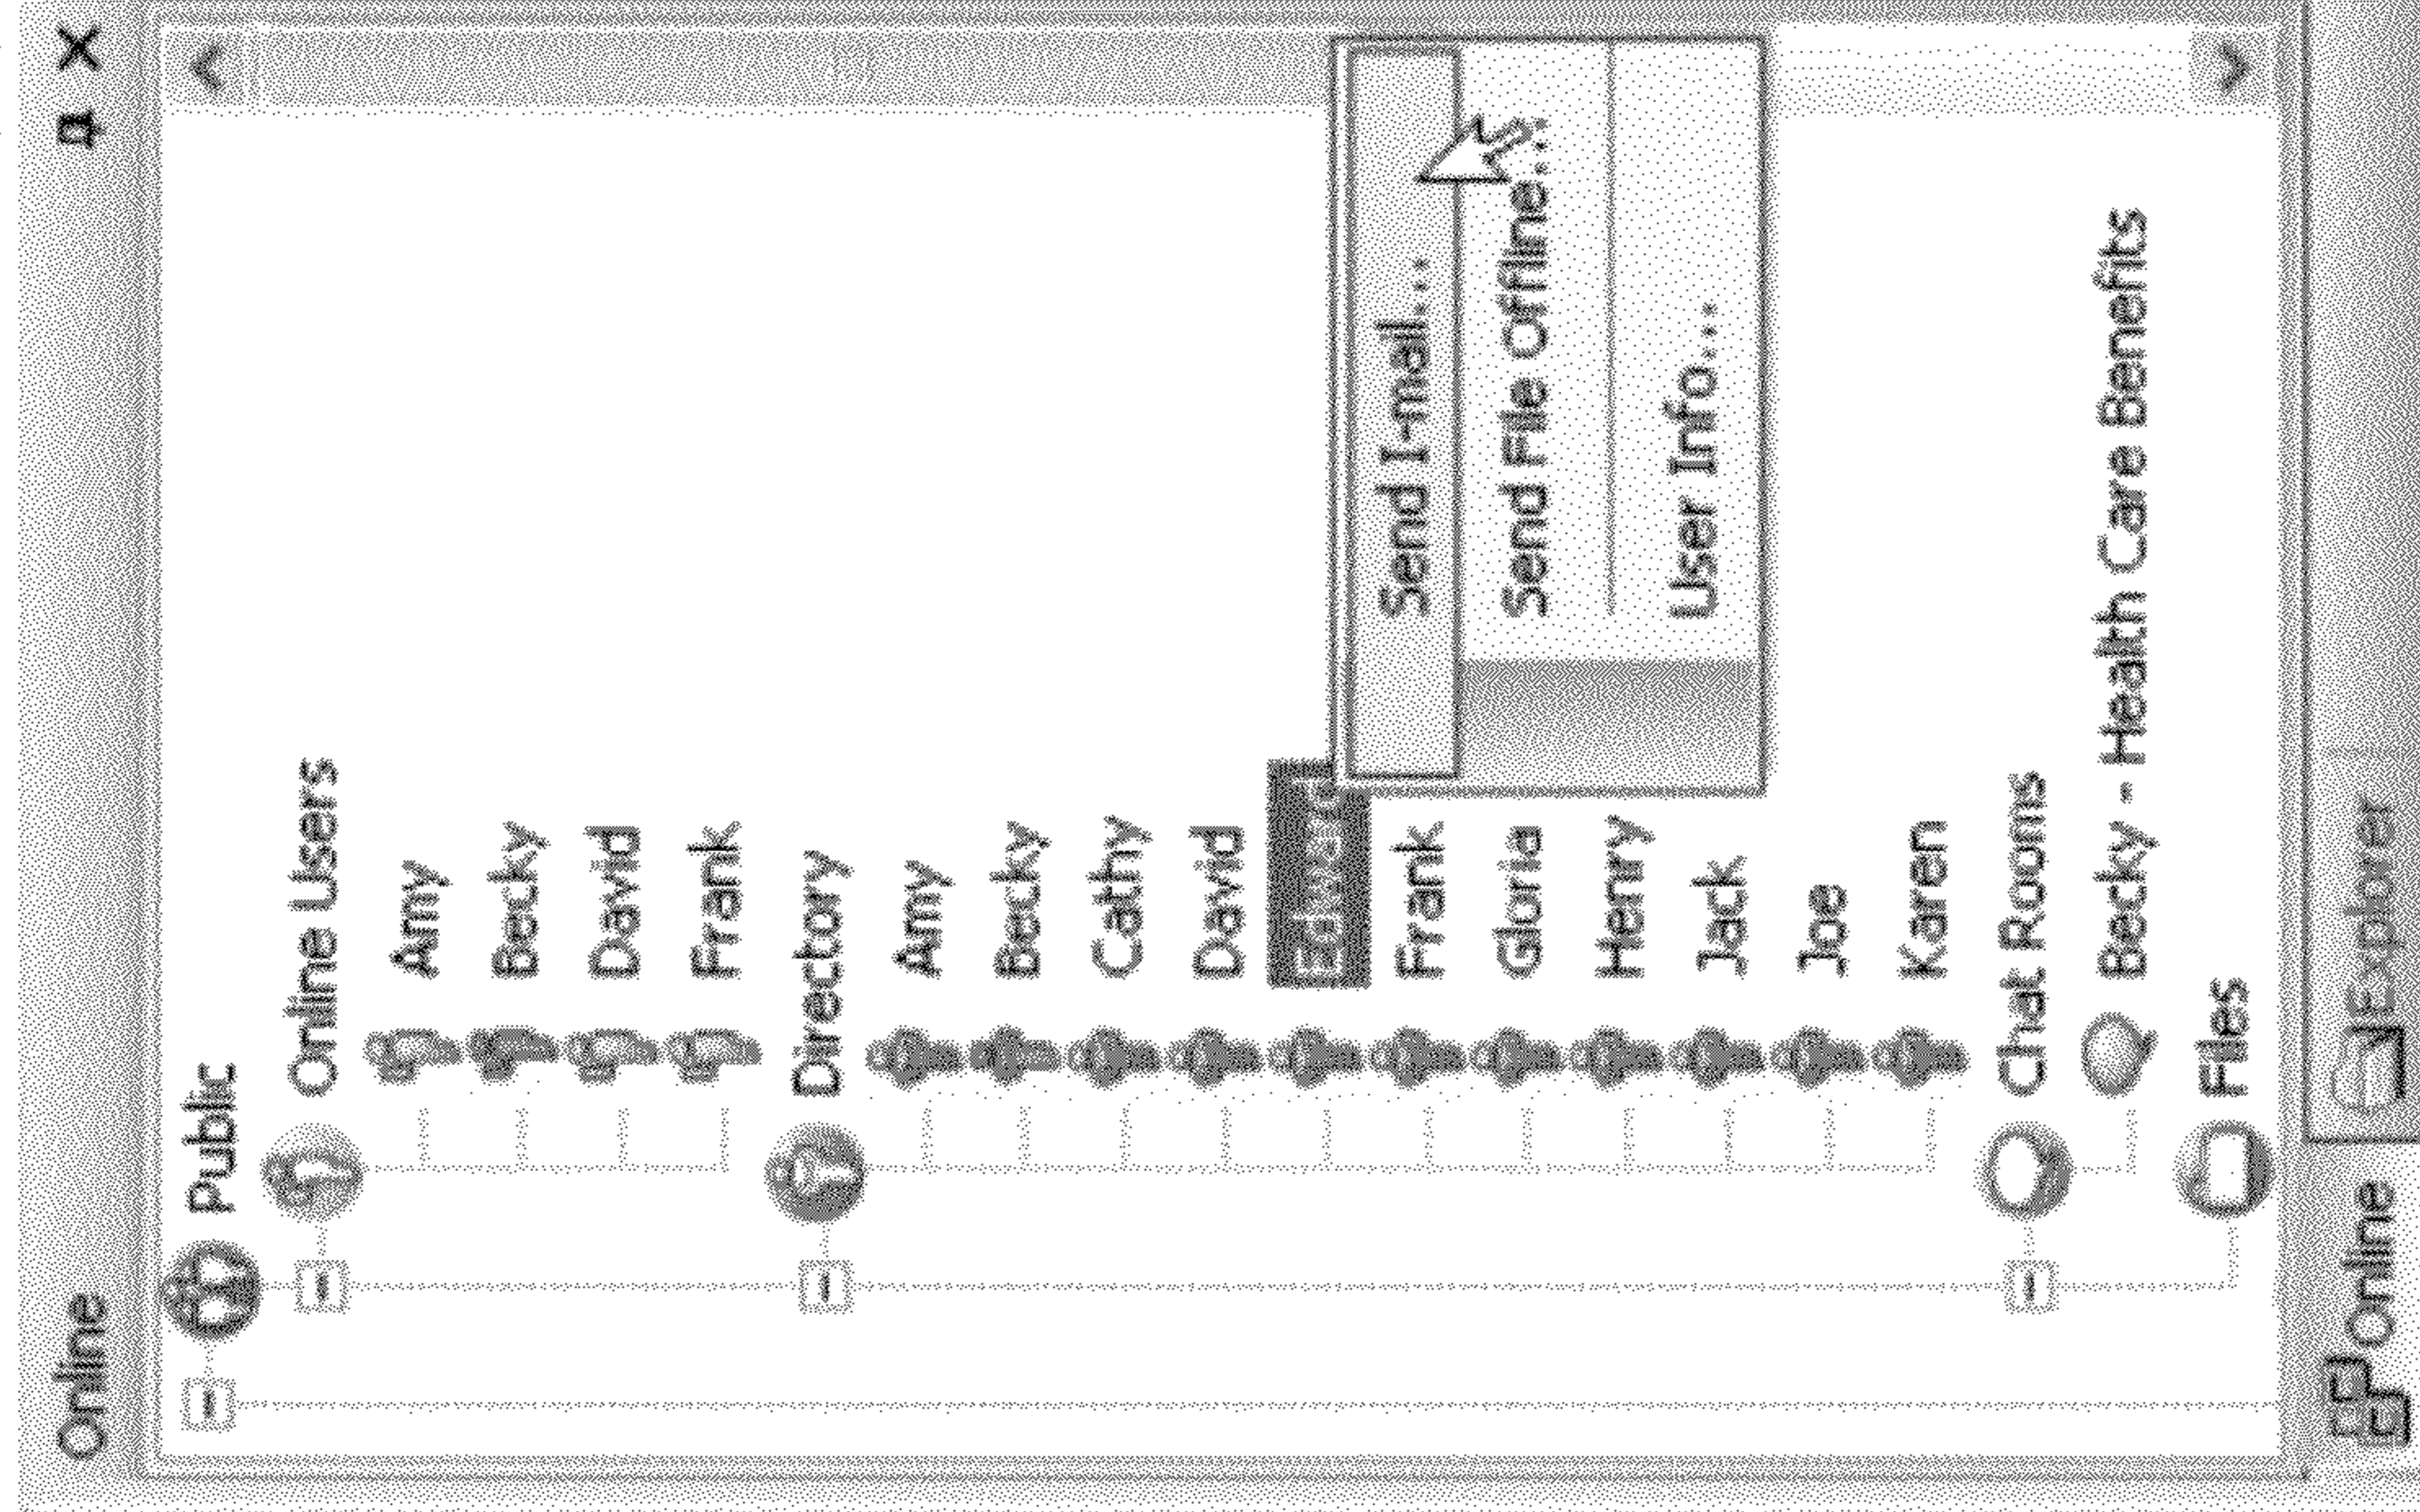 Online
Public
Online Users
Amy
Becky
David
Frank
Directory
Amy
Becky
Cathy
David
Edward
Send I-mail...
Frank
Send File Offline...
Gloria
Henry
User Info...
Jack
Joe
Karen
Chat Rooms
Becky - Health Care Benefits
Files
Online
Explorer